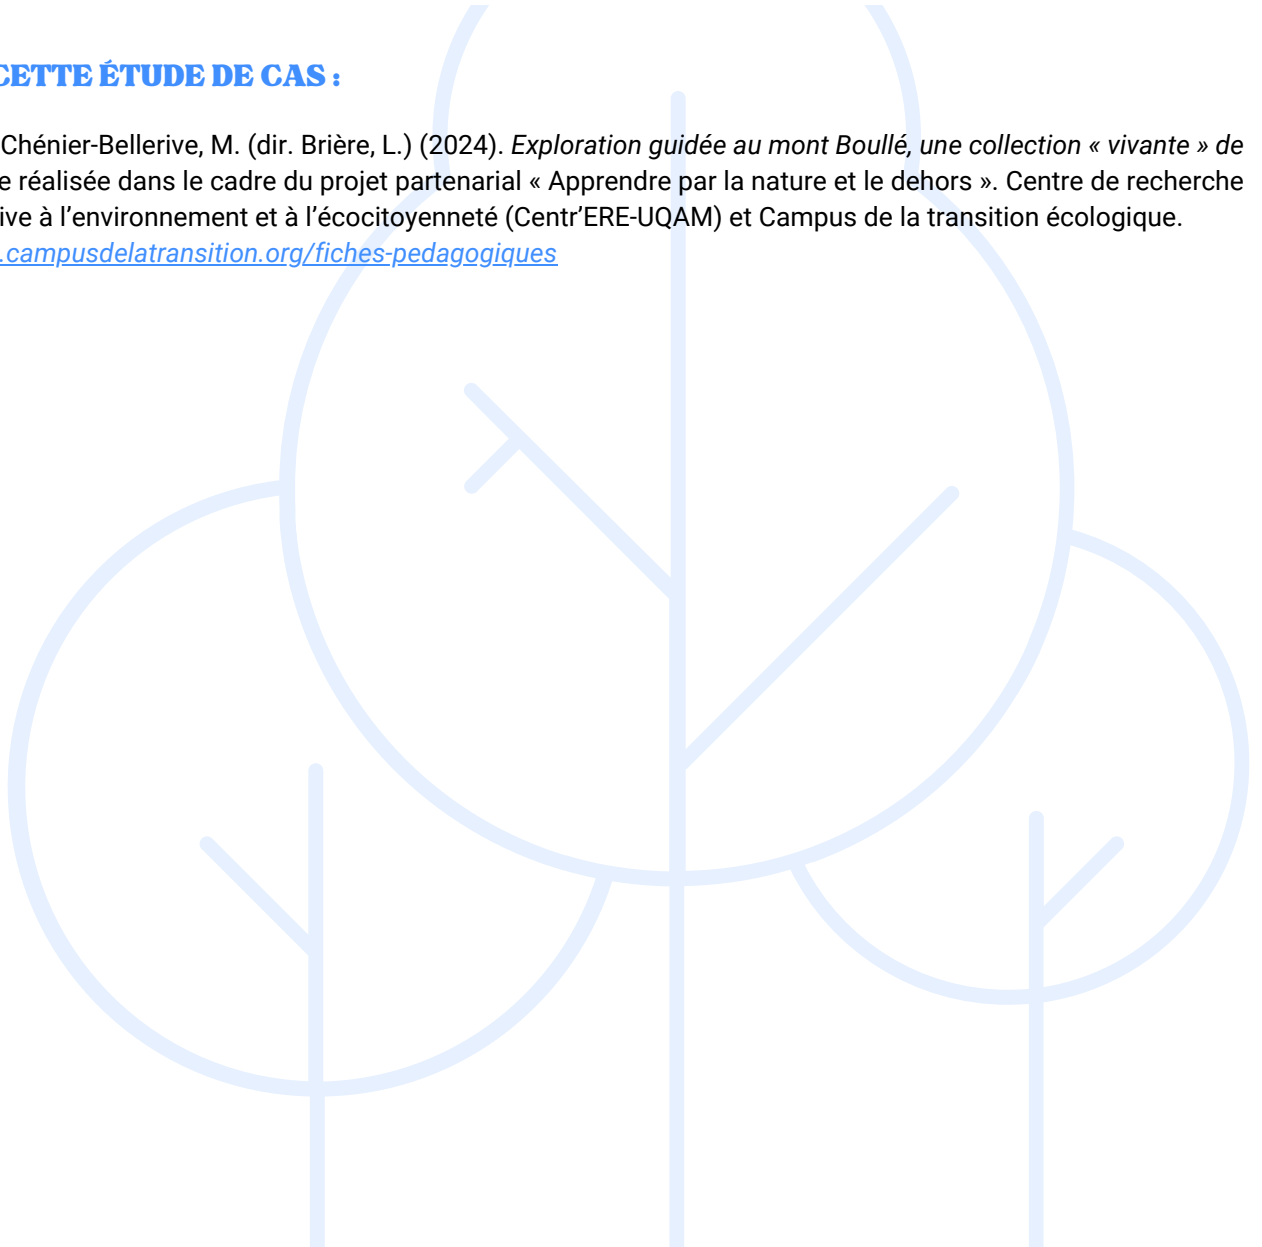 CETTE ÉTUDE DE CAS :
Chénier-Bellerive, M. (dir. Brière, L.) (2024). Exploration guidée au mont Boullé, une collection « vivante » de
e réalisée dans le cadre du projet partenarial « Apprendre par la nature et le dehors ». Centre de recherche
ive à l’environnement et à l’écocitoyenneté (Centr’ERE-UQAM) et Campus de la transition écologique.
.campusdelatransition.org/fiches-pedagogiques